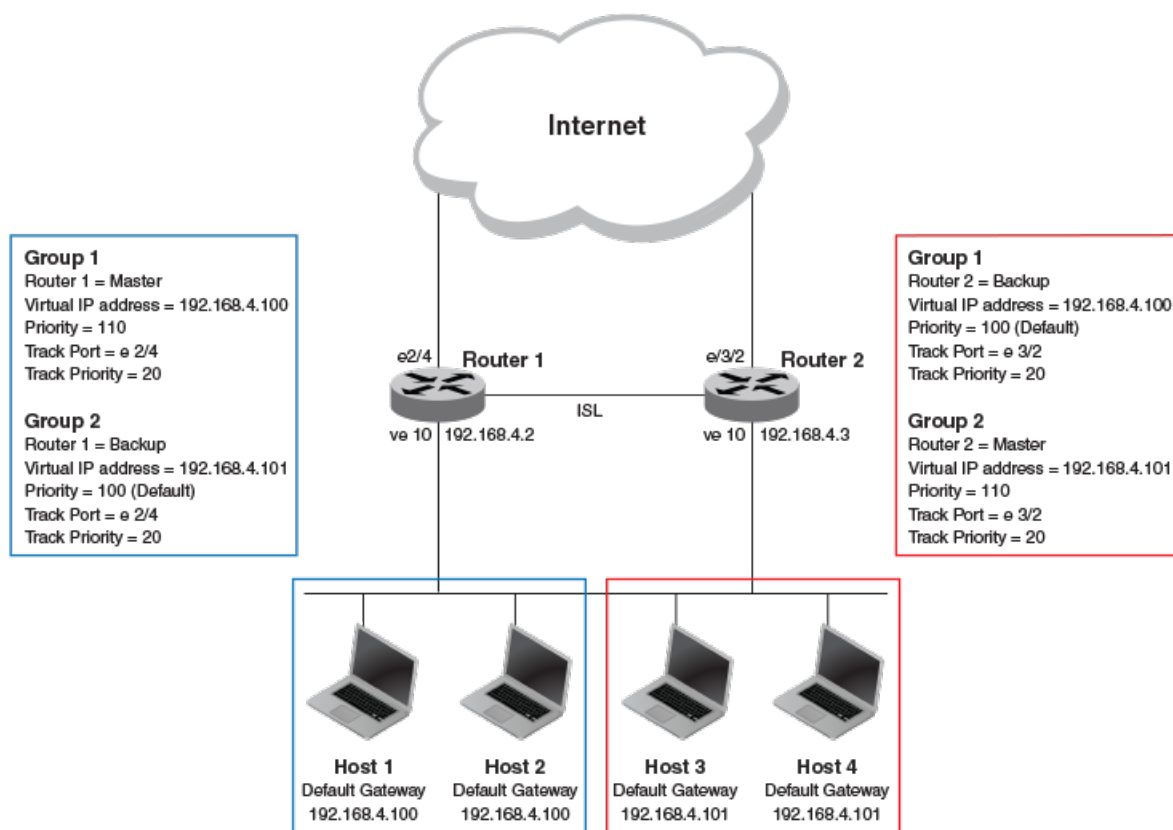 Internet
Group 1
Router 1 = Master
Virtual IP address = 192.168.4.100
Priority = 110
Track Port = e 2/4
Track Priority = 20
Group 2
Router 1 = Backup
Virtual IP address = 192.168.4.101
Priority = 100 (Default)
Track Port = e 2/4
Track Priority = 20
Group 1
Router 2 = Backup
Virtual IP address = 192.168.4.100
Priority = 100 (Default)
Track Port = e 3/2
Track Priority = 20
Group 2
Router 2 = Master
Virtual IP address = 192.168.4.101
Priority = 110
Track Port = e 3/2
Track Priority = 20
e2/4
Router 1
e/3/2
Router 2
ISL
ve 10
192.168.4.2
ve 10
192.168.4.3
Host 1
Default Gateway
192.168.4.100
Host 2
Default Gateway
192.168.4.100
Host 3
Default Gateway
192.168.4.101
Host 4
Default Gateway
192.168.4.101